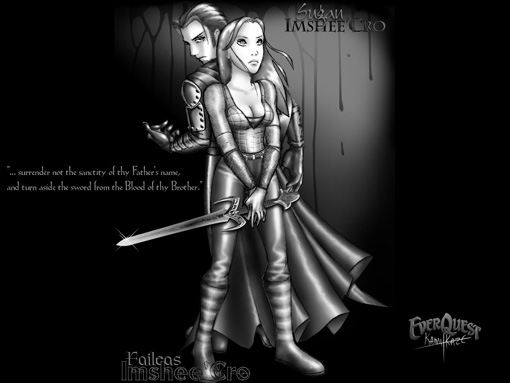 Sugan
Imshee Cro
"... surrender not the sanctity of thy Father's name,
and turn aside the sword from the Blood of thy Brother."
EverQuest
Faileas
Imshee Cro